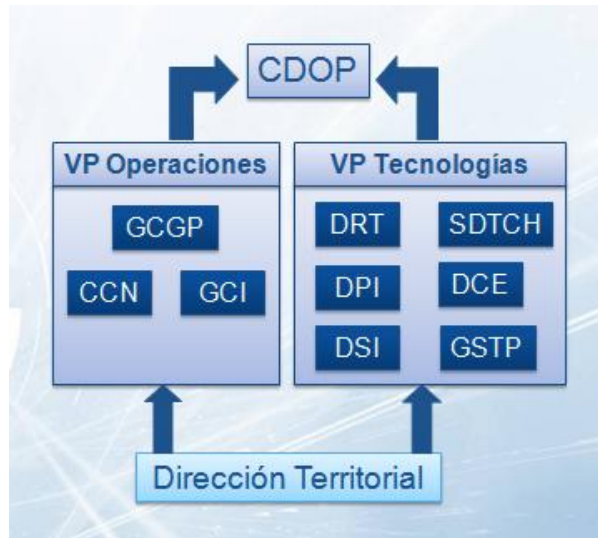 CDOP
VP Operaciones
GCGP
CCN GCI
VP Tecnologías
DRT SDTCH
DPI DCE
DSI GSTP
Dirección Territorial